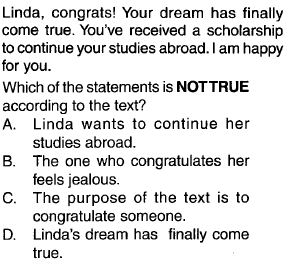 Linda, congrats! Your dream has finally
come true. You've received a scholarship
to continue your studies abroad. I am happy
for you.
Which of the statements is NOT TRUE
according to the text?
A. Linda wants to continue her
studies abroad.
B. The one who congratulates her
feels jealous.
C. The purpose of the text is to
congratulate someone.
D. Linda's dream has finally come
true.